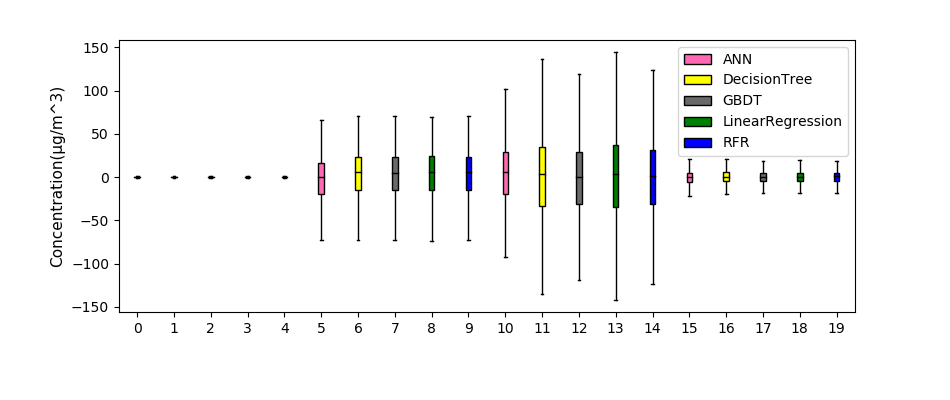 150
100
50
0
−50
−100
−150
Concentration(µg/m^3)
ANN
DecisionTree
GBDT
LinearRegression
RFR
0 1 2 3 4 5 6 7 8 9 10 11 12 13 14 15 16 17 18 19